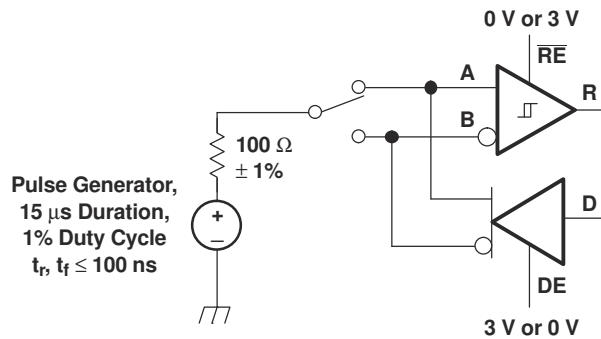 0 V or 3 V
RE
A
R
B
100 Ω
± 1%
Pulse Generator,
15 μs Duration,
1% Duty Cycle
tr, tf ≤ 100 ns
+
–
D
DE
3 V or 0 V